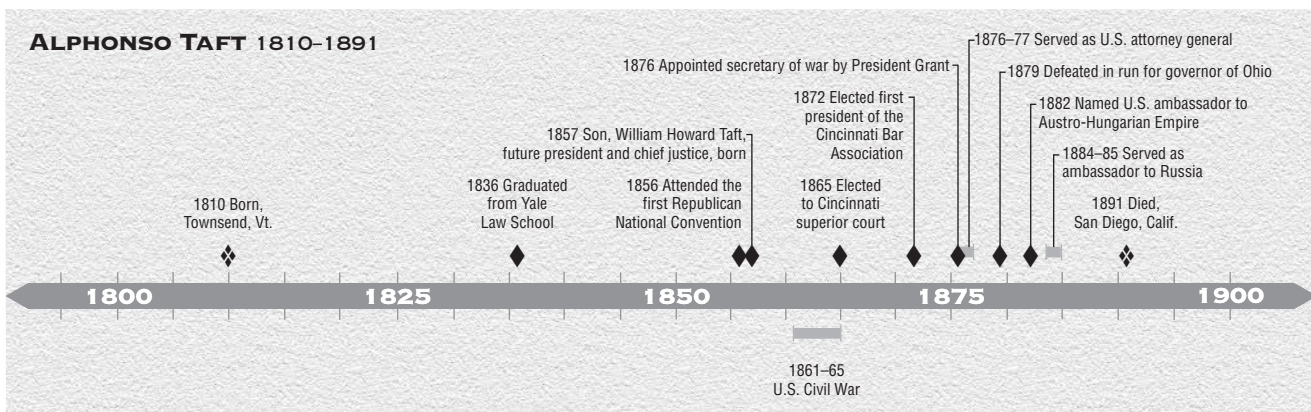 ALPHONSO TAFT 1810–1891
1876–77 Served as U.S. attorney general
1876 Appointed secretary of war by President Grant
1879 Defeated in run for governor of Ohio
1872 Elected first
president of the
Cincinnati Bar
Association
1882 Named U.S. ambassador to
Austro-Hungarian Empire
1857 Son, William Howard Taft,
future president and chief justice, born
1884–85 Served as
ambassador to Russia
1810 Born,
Townsend, Vt.
1836 Graduated
from Yale
Law School
1856 Attended the
first Republican
National Convention
1865 Elected
to Cincinnati
superior court
1891 Died,
San Diego, Calif.
1800 1825 1850 1875 1900
1861–65
U.S. Civil War